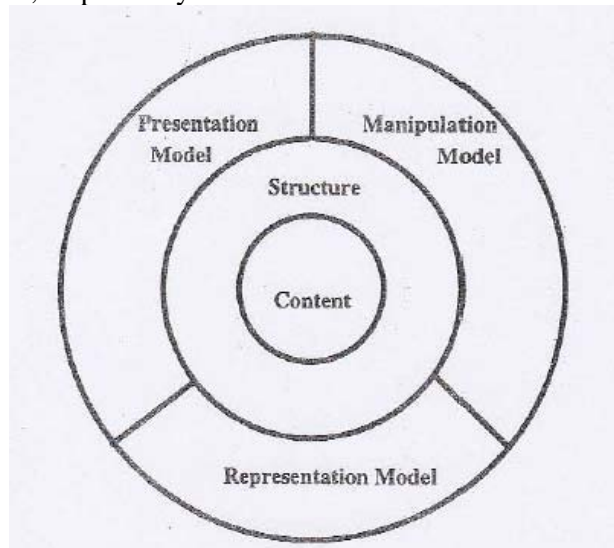 Presentation
Model
Manipulation
Model
Structure
Content
Representation Model